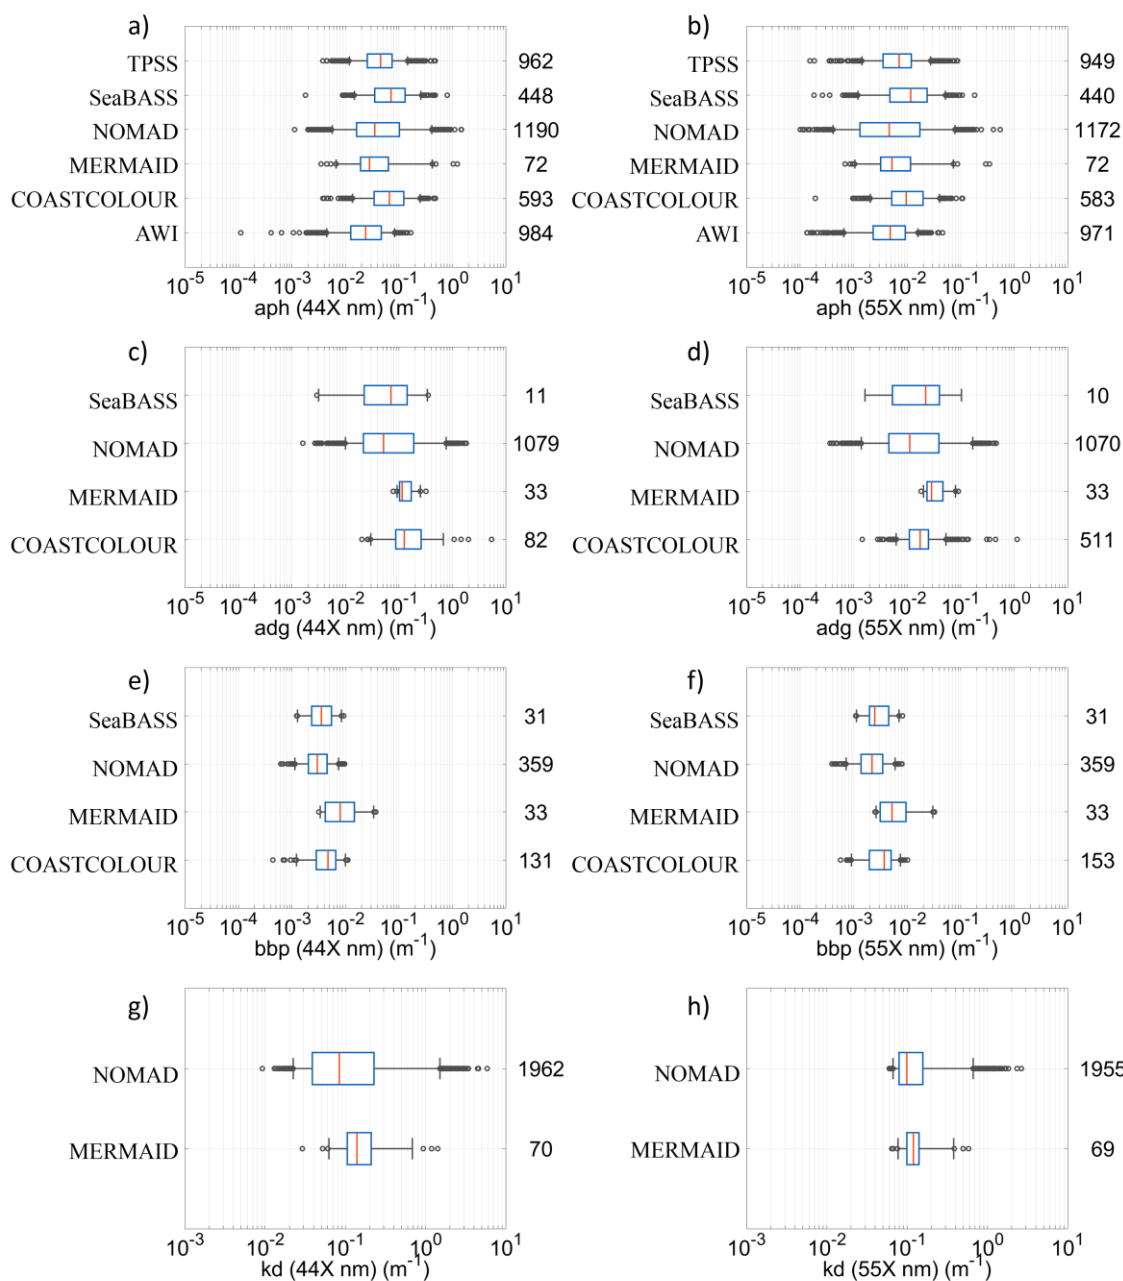 a)
TPSS 962
SeaBASS 448
NOMAD 1190
MERMAID 72
COASTCOLOUR 593
AWI 984
10^-5 10^-4 10^-3 10^-2 10^-1 10^0 10^1
aph (44X nm) (m^-1)
b)
TPSS 949
SeaBASS 440
NOMAD 1172
MERMAID 72
COASTCOLOUR 583
AWI 971
10^-5 10^-4 10^-3 10^-2 10^-1 10^0 10^1
aph (55X nm) (m^-1)
c)
SeaBASS 11
NOMAD 1079
MERMAID 33
COASTCOLOUR 82
10^-5 10^-4 10^-3 10^-2 10^-1 10^0 10^1
adg (44X nm) (m^-1)
d)
SeaBASS 10
NOMAD 1070
MERMAID 33
COASTCOLOUR 511
10^-5 10^-4 10^-3 10^-2 10^-1 10^0 10^1
adg (55X nm) (m^-1)
e)
SeaBASS 31
NOMAD 359
MERMAID 33
COASTCOLOUR 131
10^-5 10^-4 10^-3 10^-2 10^-1 10^0 10^1
bbp (44X nm) (m^-1)
f)
SeaBASS 31
NOMAD 359
MERMAID 33
COASTCOLOUR 153
10^-5 10^-4 10^-3 10^-2 10^-1 10^0 10^1
bbp (55X nm) (m^-1)
g)
NOMAD 1962
MERMAID 70
10^-3 10^-2 10^-1 10^0 10^1
kd (44X nm) (m^-1)
h)
NOMAD 1955
MERMAID 69
10^-3 10^-2 10^-1 10^0 10^1
kd (55X nm) (m^-1)